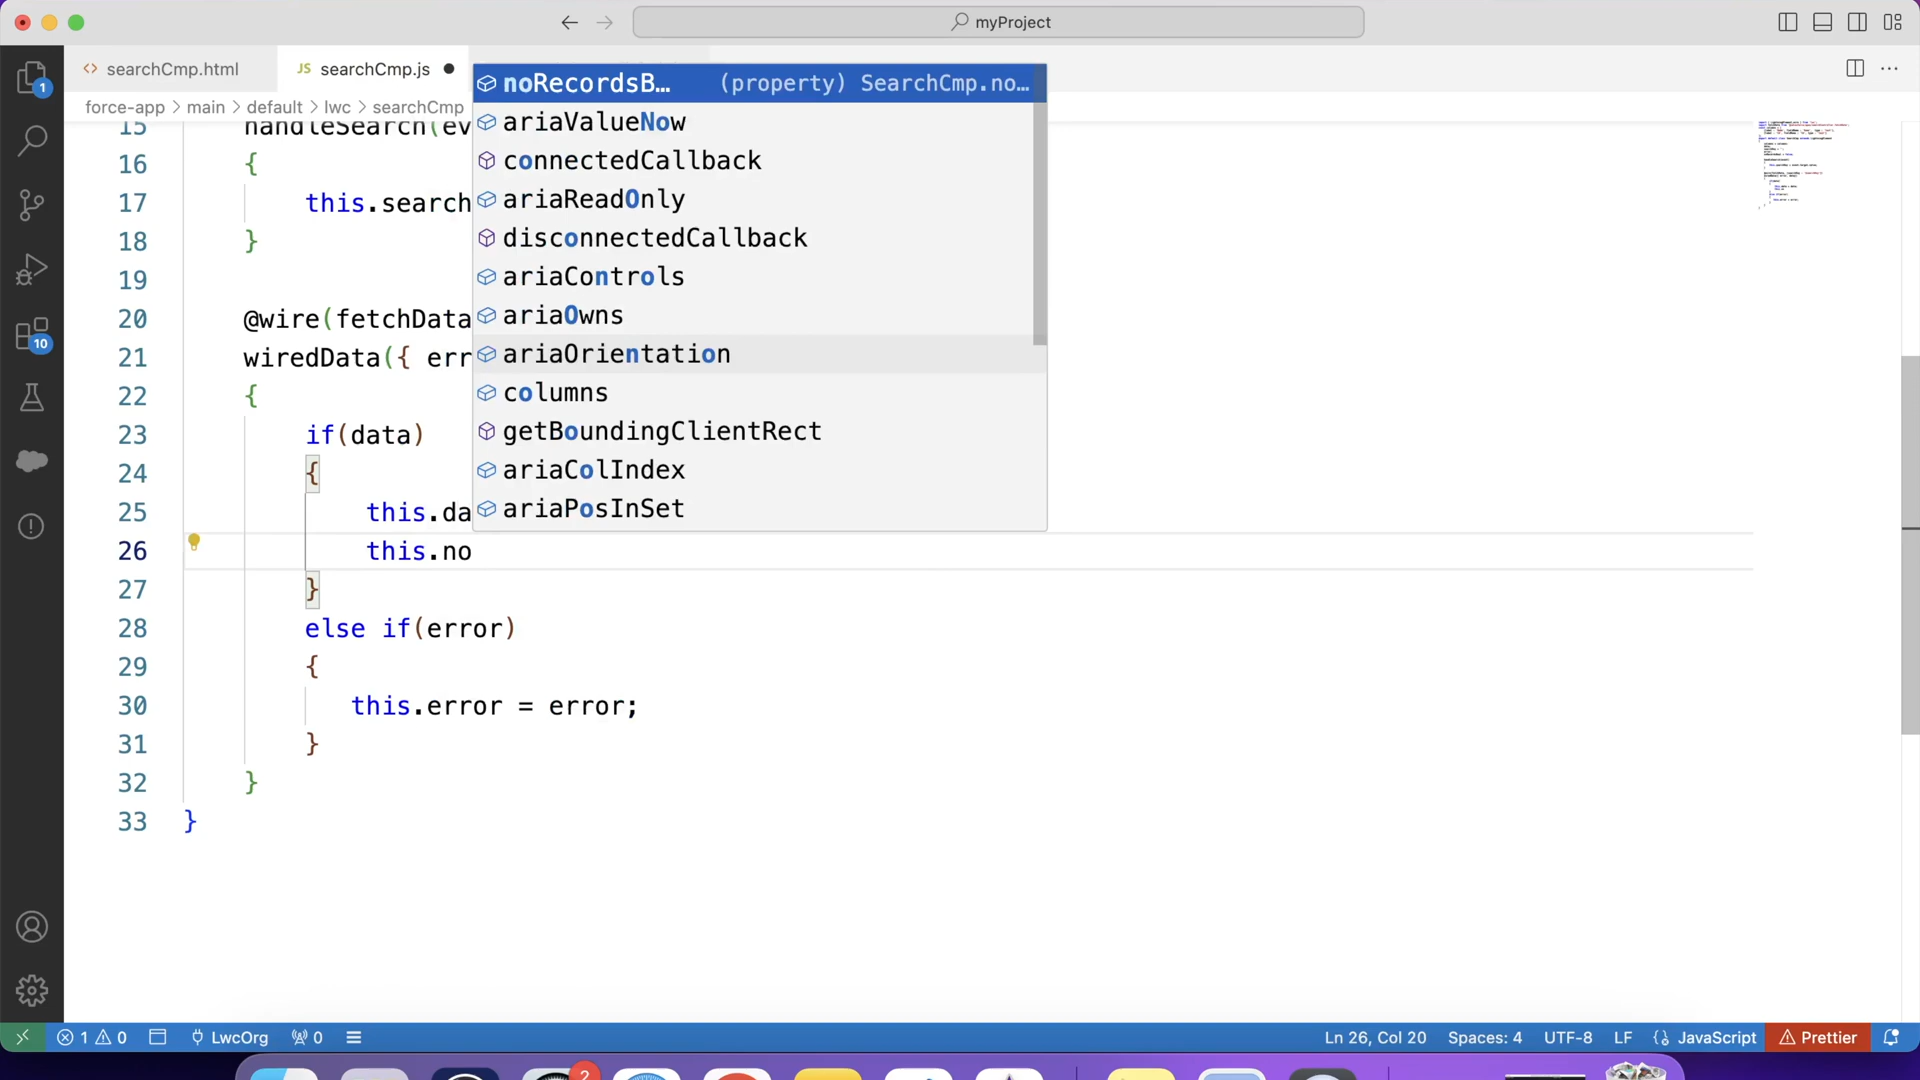 myProject
searchCmp.html
JS searchCmp.js
force-app > main > default > lwc > searchCmp
noRecordsB… (property) SearchCmp.no…
ariaValueNow
connectedCallback
ariaReadOnly
disconnectedCallback
ariaControls
ariaOwns
ariaOrientation
columns
getBoundingClientRect
ariaColIndex
ariaPosInSet
15 handleSearch(ev
16 {
17 this.search
18 }
19
20 @wire(fetchData
21 wiredData({ err
22 {
23 if(data)
24 {
25 this.da
26 this.no
27 }
28 else if(error)
29 {
30 this.error = error;
31 }
32 }
33 }
1
10
1 0 LwcOrg 0 Ln 26, Col 20 Spaces: 4 UTF-8 LF JavaScript Prettier
2